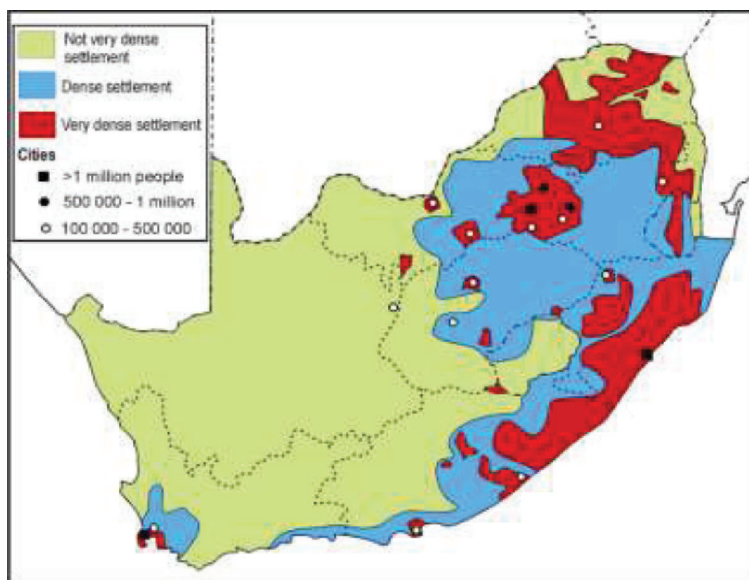 Not very dense
settlement
Dense settlement
Very dense settlement
Cities
>1 million people
500 000 - 1 million
100 000 - 500 000